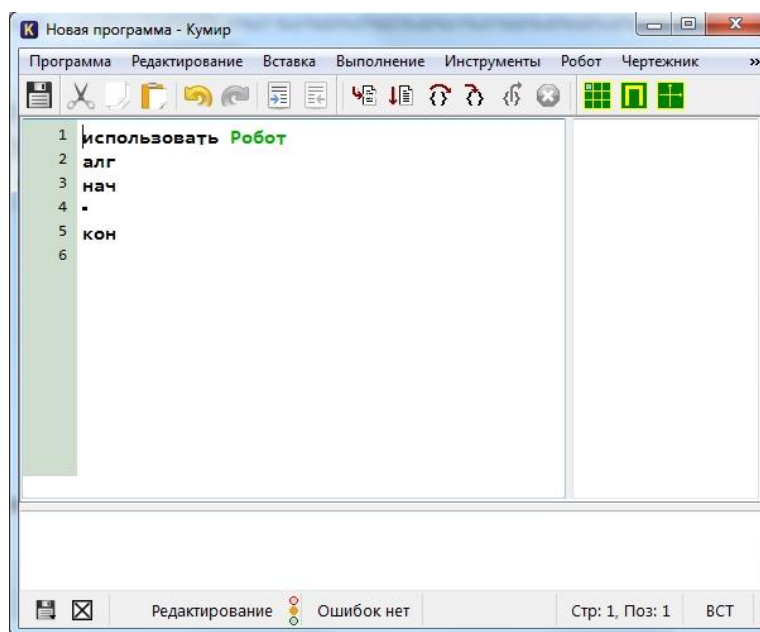 Новая программа - Кумир
Программа Редактирование Вставка Выполнение Инструменты Робот Чертежник »
1 использовать Робот
2 алг
3 нач
4 .
5 кон
6
Редактирование Ошибок нет Стр: 1, Поз: 1 ВСТ